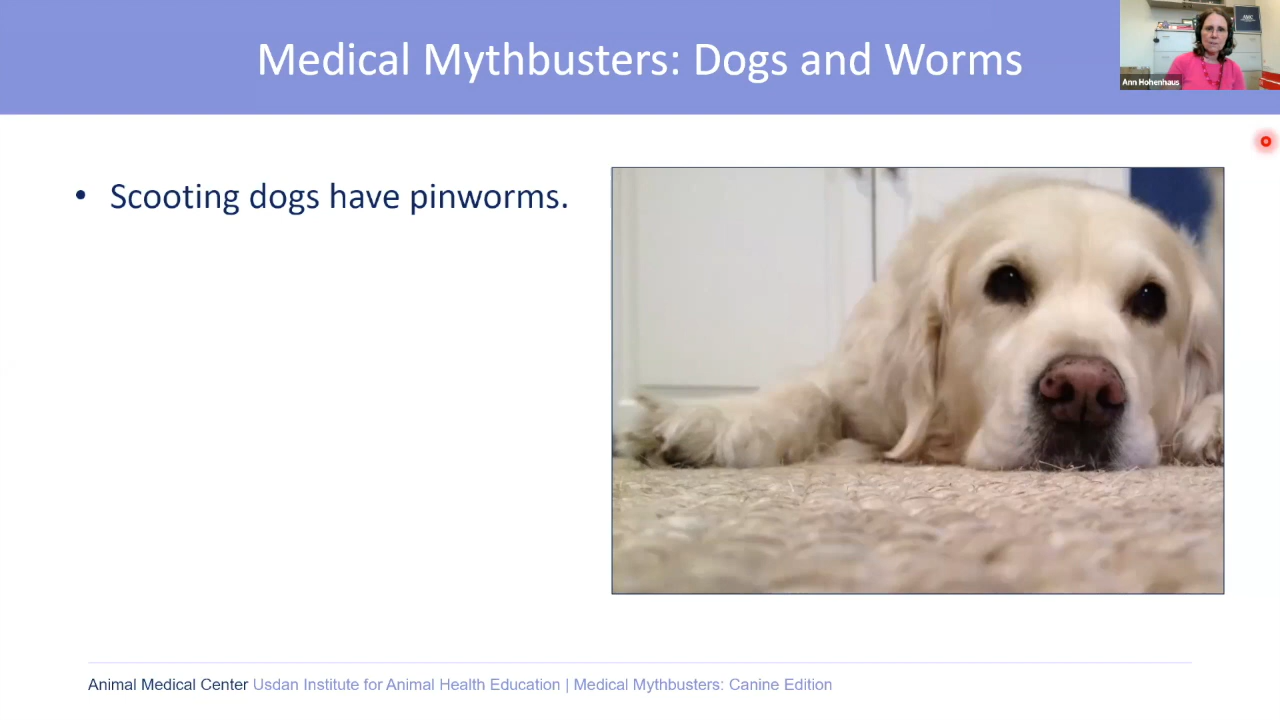 Medical Mythbusters: Dogs and Worms
Ann Hohenhaus
• Scooting dogs have pinworms.
Animal Medical Center Usdan Institute for Animal Health Education | Medical Mythbusters: Canine Edition